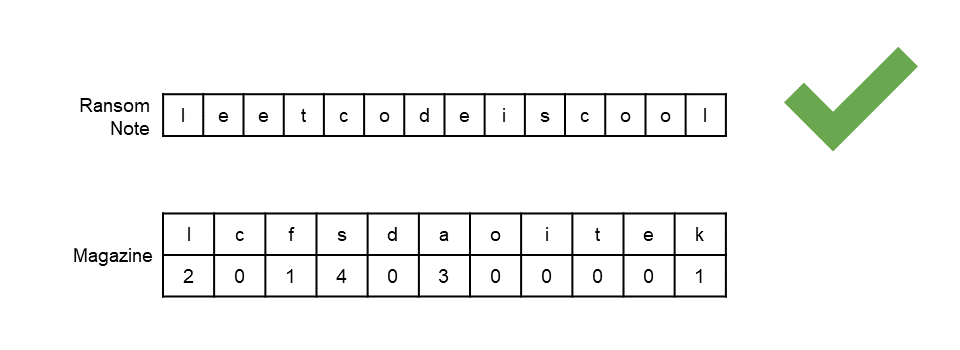 Ransom Note
l e e t c o d e i s c o o l
Magazine
l c f s d a o i t e k
2 0 1 4 0 3 0 0 0 0 1